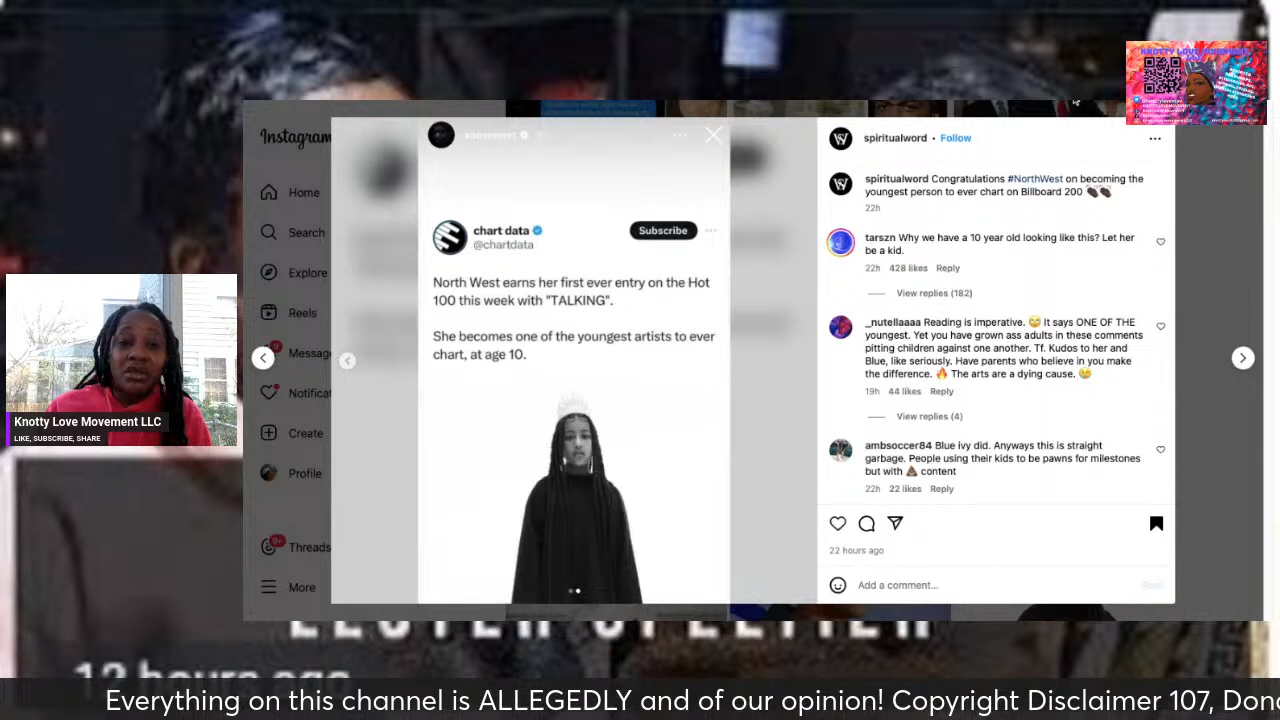 KNOTTY LOVE MOVEMENT
Instagram
Home
Search
Explore
Reels
Messag
Notificat
Create
Profile
Threads
More
9+
chart data
@chartdata
Subscribe
North West earns her first ever entry on the Hot
100 this week with "TALKING".
She becomes one of the youngest artists to ever
chart, at age 10.
spiritualword • Follow
spiritualword Congratulations #NorthWest on becoming the
youngest person to ever chart on Billboard 200
22h
tarszn Why we have a 10 year old looking like this? Let her
be a kid.
22h 428 likes Reply
View replies (182)
_nutellaaaa Reading is imperative. 🙄 It says ONE OF THE
youngest. Yet you have grown ass adults in these comments
pitting children against one another. Tf. Kudos to her and
Blue, like seriously. Have parents who believe in you make
the difference. 🔥 The arts are a dying cause. 😢
19h 44 likes Reply
View replies (4)
ambsoccer84 Blue ivy did. Anyways this is straight
garbage. People using their kids to be pawns for milestones
but with 💩 content
22h 22 likes Reply
22 hours ago
Add a comment...
Post
Knotty Love Movement LLC
LIKE, SUBSCRIBE, SHARE
12 hours ago
Everything on this channel is ALLEGEDLY and of our opinion! Copyright Disclaimer 107, Dona